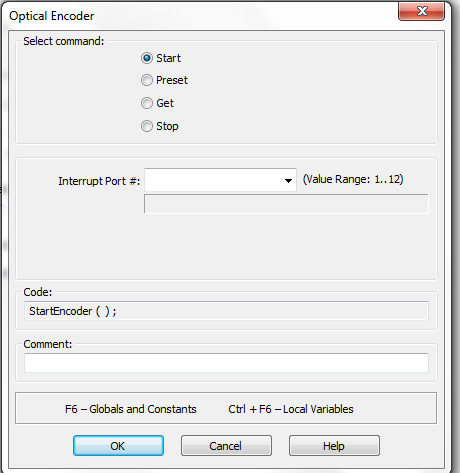 Optical Encoder
Select command:
Start
Preset
Get
Stop
Interrupt Port #: (Value Range: 1..12)
Code:
StartEncoder ( ) ;
Comment:
F6 – Globals and Constants Ctrl + F6 – Local Variables
OK Cancel Help